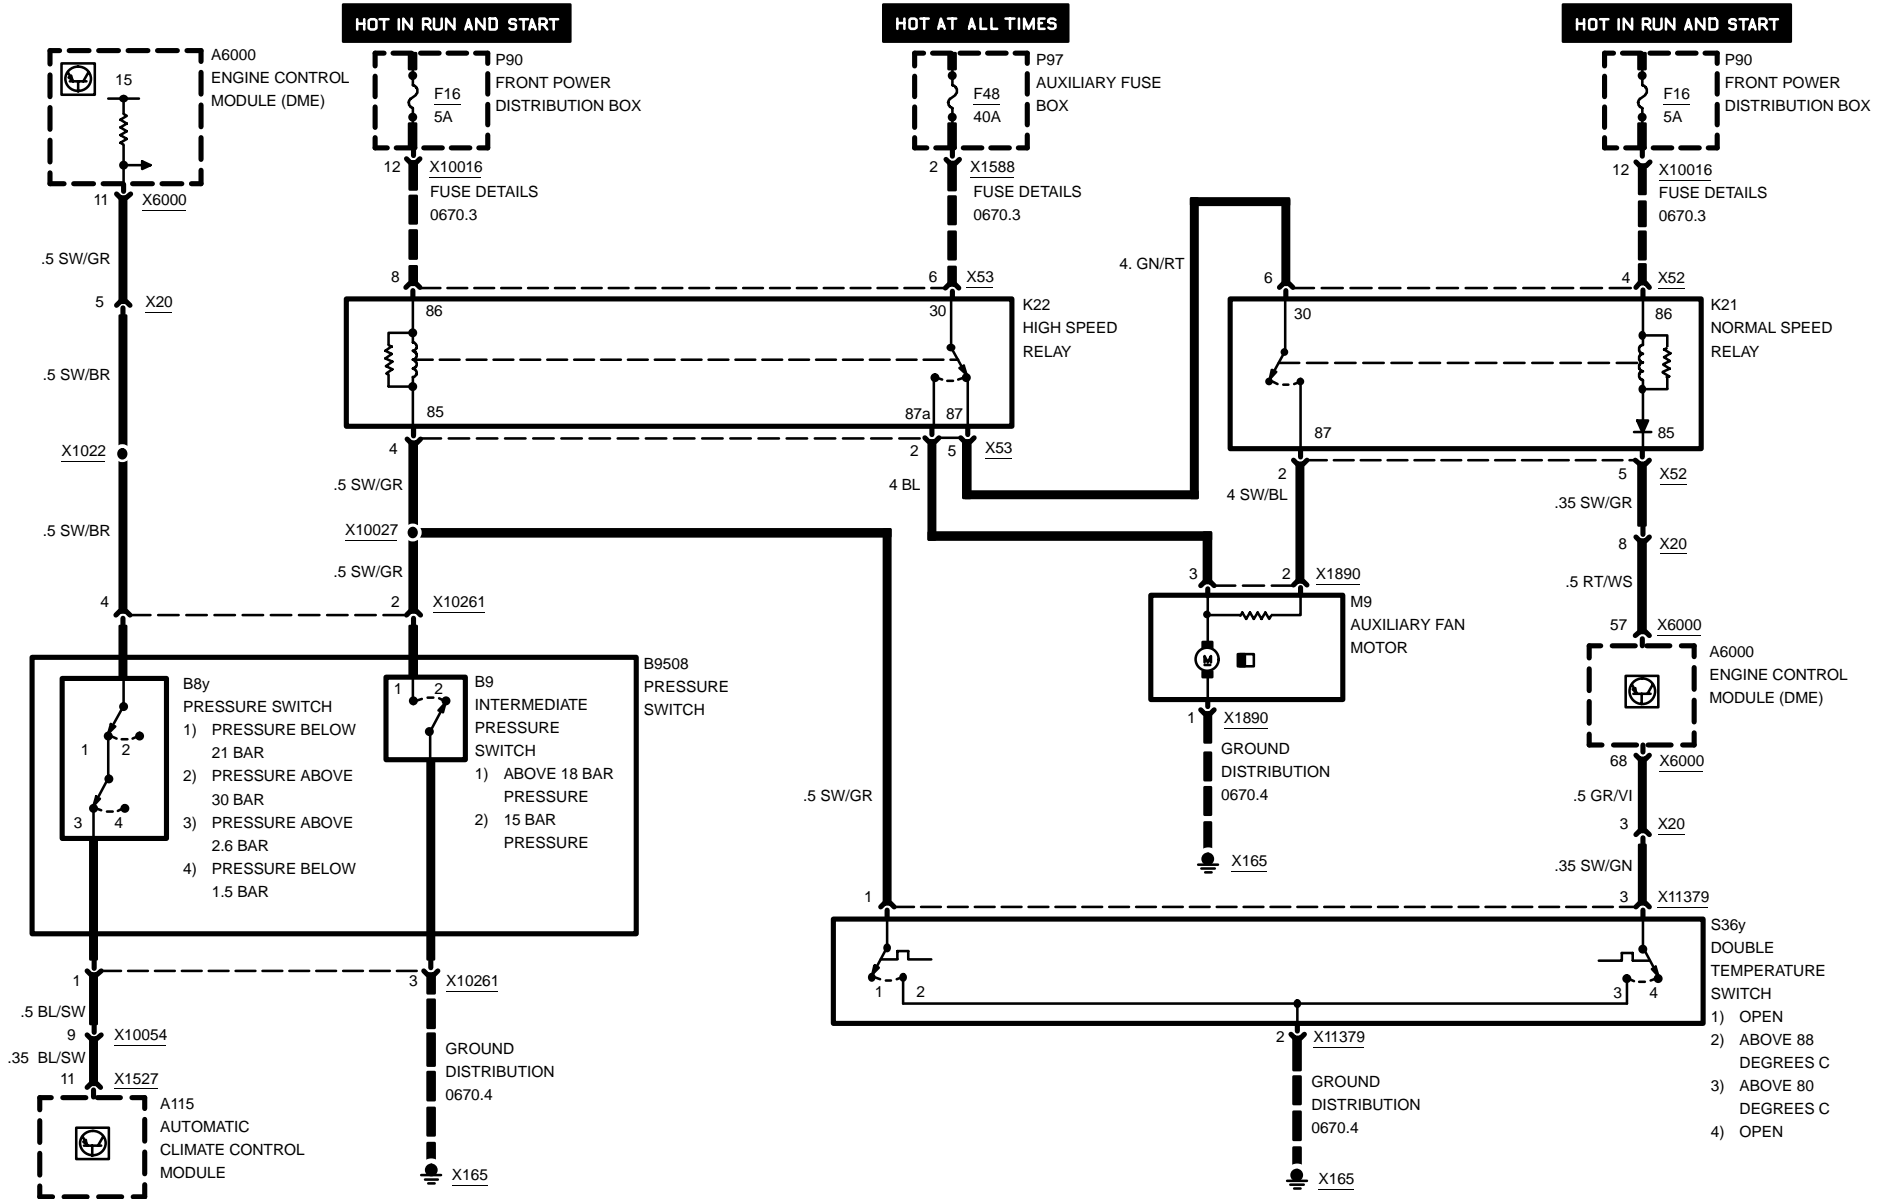 HOT IN RUN AND START
HOT AT ALL TIMES
HOT IN RUN AND START
A6000
ENGINE CONTROL
MODULE (DME)
15
11
X6000
P90
FRONT POWER
DISTRIBUTION BOX
F16
5A
12
X10016
FUSE DETAILS
0670.3
P97
AUXILIARY FUSE
BOX
F48
40A
2
X1588
FUSE DETAILS
0670.3
P90
FRONT POWER
DISTRIBUTION BOX
F16
5A
12
X10016
FUSE DETAILS
0670.3
.5 SW/GR
5
X20
.5 SW/BR
X1022
.5 SW/BR
4
8
6
X53
86
30
K22
HIGH SPEED
RELAY
85
87a
87
4
2
5
X53
.5 SW/GR
4 BL
X10027
.5 SW/GR
2
X10261
4. GN/RT
6
4
X52
30
86
K21
NORMAL SPEED
RELAY
87
85
2
5
X52
4 SW/BL
.35 SW/GR
8
X20
.5 RT/WS
57
X6000
3
2
X1890
M9
AUXILIARY FAN
MOTOR
M
1
X1890
GROUND
DISTRIBUTION
0670.4
X165
A6000
ENGINE CONTROL
MODULE (DME)
68
X6000
.5 GR/VI
3
X20
.35 SW/GN
B9508
PRESSURE
SWITCH
B8y
PRESSURE SWITCH
1) PRESSURE BELOW
21 BAR
2) PRESSURE ABOVE
30 BAR
3) PRESSURE ABOVE
2.6 BAR
4) PRESSURE BELOW
1.5 BAR
1
2
3
4
1
2
B9
INTERMEDIATE
PRESSURE
SWITCH
1) ABOVE 18 BAR
PRESSURE
2) 15 BAR
PRESSURE
.5 SW/GR
1
3
X11379
1
2
3
4
S36y
DOUBLE
TEMPERATURE
SWITCH
1) OPEN
2) ABOVE 88
DEGREES C
3) ABOVE 80
DEGREES C
4) OPEN
2
X11379
GROUND
DISTRIBUTION
0670.4
X165
1
3
X10261
.5 BL/SW
9
X10054
.35 BL/SW
11
X1527
GROUND
DISTRIBUTION
0670.4
X165
A115
AUTOMATIC
CLIMATE CONTROL
MODULE